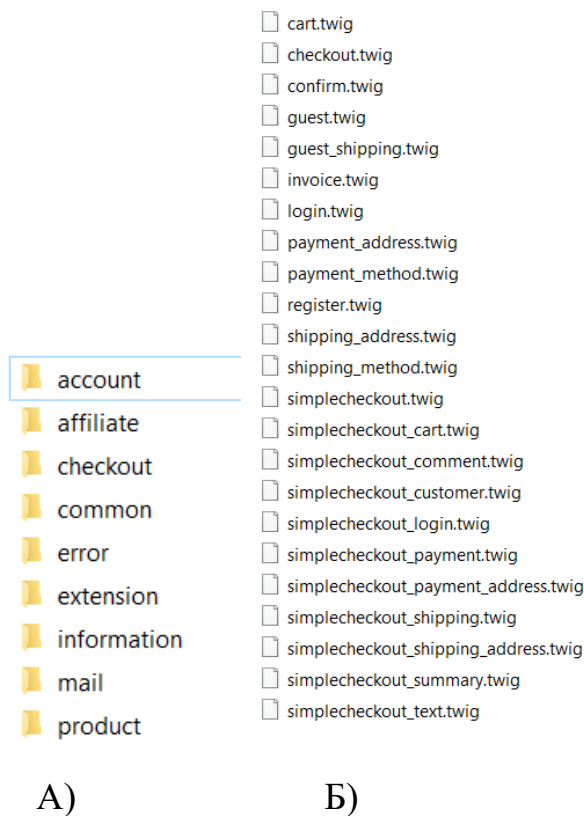 cart.twig
checkout.twig
confirm.twig
guest.twig
guest_shipping.twig
invoice.twig
login.twig
payment_address.twig
payment_method.twig
register.twig
shipping_address.twig
shipping_method.twig
simplecheckout.twig
simplecheckout_cart.twig
simplecheckout_comment.twig
simplecheckout_customer.twig
simplecheckout_login.twig
simplecheckout_payment.twig
simplecheckout_payment_address.twig
simplecheckout_shipping.twig
simplecheckout_shipping_address.twig
simplecheckout_summary.twig
simplecheckout_text.twig
account
affiliate
checkout
common
error
extension
information
mail
product
А) Б)